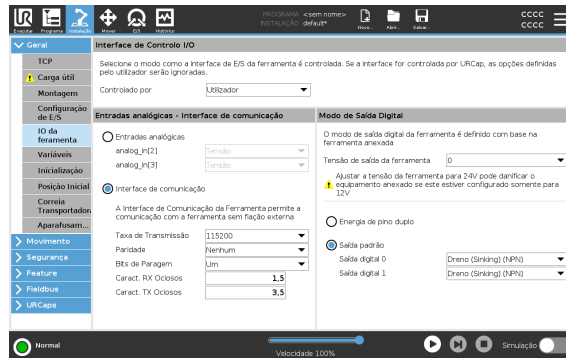 PROGRAMA <sem nome>
INSTALAÇÃO default*
Executar
Programa
Instalação
Mover
E/S
Histórico
Novo...
Abrir...
Salvar...
CCCC
CCCC
Geral
TCP
Carga útil
Montagem
Configuração de E/S
IO da feramenta
Variáveis
Inicialização
Posição Inicial
Correia
Transportadora
Aparafusam...
Movimento
Segurança
Feature
Fieldbus
URCaps
Interface de Controlo I/O
Selecione o modo como a interface de E/S da ferramenta é controlada. Se a interface for controlada por URCap, as opções definidas
pelo utilizador serão ignoradas.
Controlado por
Utilizador
Entradas analógicas - Interface de comunicação
Entradas analógicas
analog_in[2] Tensão
analog_in[3] Tensão
Interface de comunicação
A Interface de Comunicação da Ferramenta permite a
comunicação com a ferramenta sem fiação externa
Taxa de Transmissão 115200
Paridade Nenhum
Bits de Paragem Um
Caract. RX Ociosos 1,5
Caract. TX Ociosos 3,5
Modo de Saída Digital
O modo de saída digital da ferramenta é definido com base na
ferramenta anexada
Tensão de saída da ferramenta 0
Ajustar a tensão da ferramenta para 24V pode danificar o
equipamento anexado se este estiver configurado somente para
12V
Energia de pino duplo
Saída padrão
Saída digital 0 Dreno (Sinking) (NPN)
Saída digital 1 Dreno (Sinking) (NPN)
Normal
Velocidade 100%
Simulação